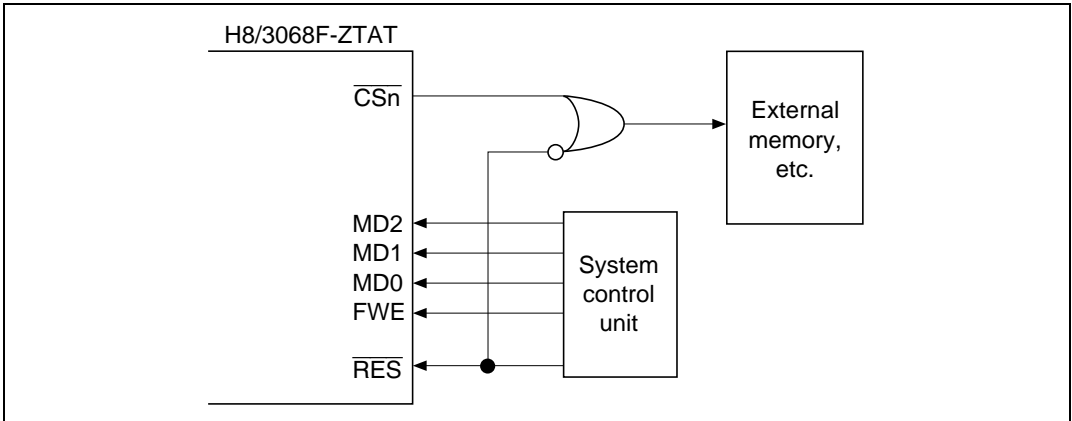 H8/3068F-ZTAT
CSn
External
memory,
etc.
MD2
MD1
MD0
FWE
RES
System
control
unit